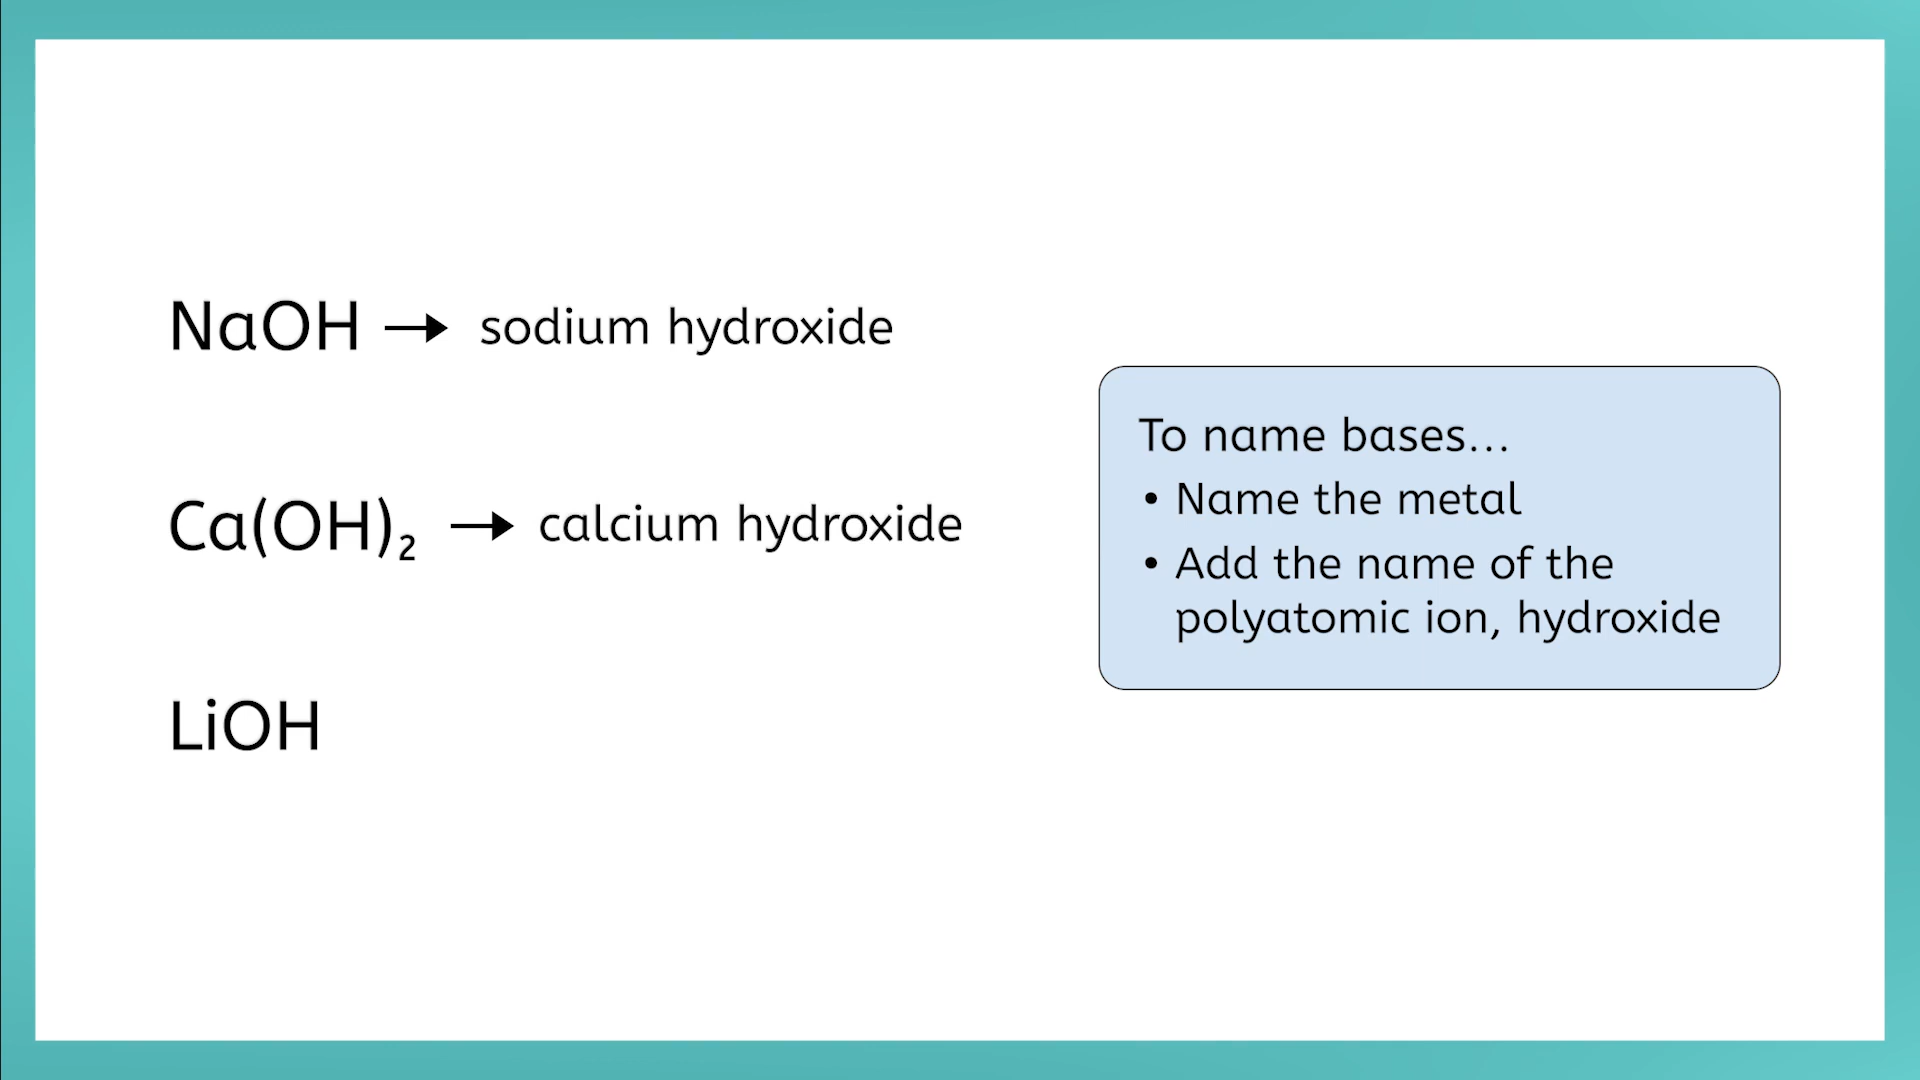 NaOH → sodium hydroxide
Ca(OH)₂ → calcium hydroxide
LiOH
To name bases...
• Name the metal
• Add the name of the
polyatomic ion, hydroxide